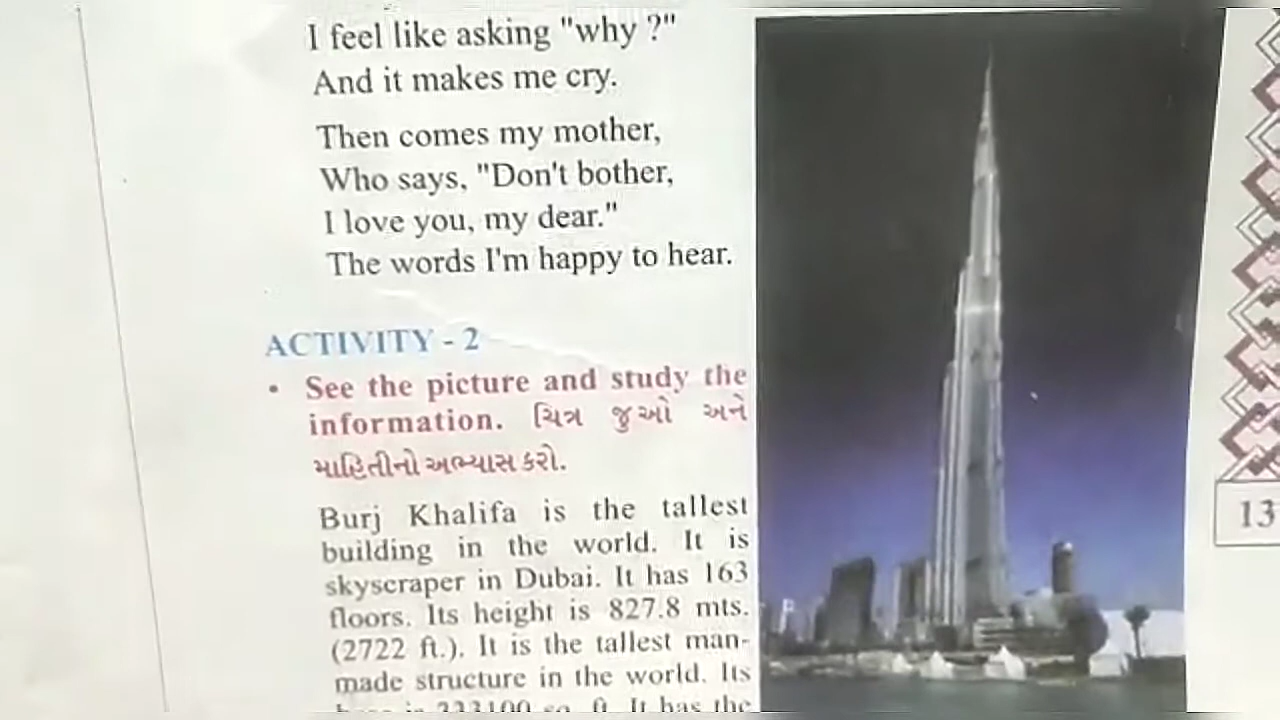 I feel like asking "why ?"
And it makes me cry.
Then comes my mother,
Who says, "Don't bother,
I love you, my dear."
The words I'm happy to hear.
ACTIVITY - 2
• See the picture and study the
information. ચિત્ર જુઓ અને
માહિતીનો અભ્યાસ કરો.
Burj Khalifa is the tallest
building in the world. It is
skyscraper in Dubai. It has 163
floors. Its height is 827.8 mts.
(2722 ft.). It is the tallest man-
made structure in the world. Its
It has the
13